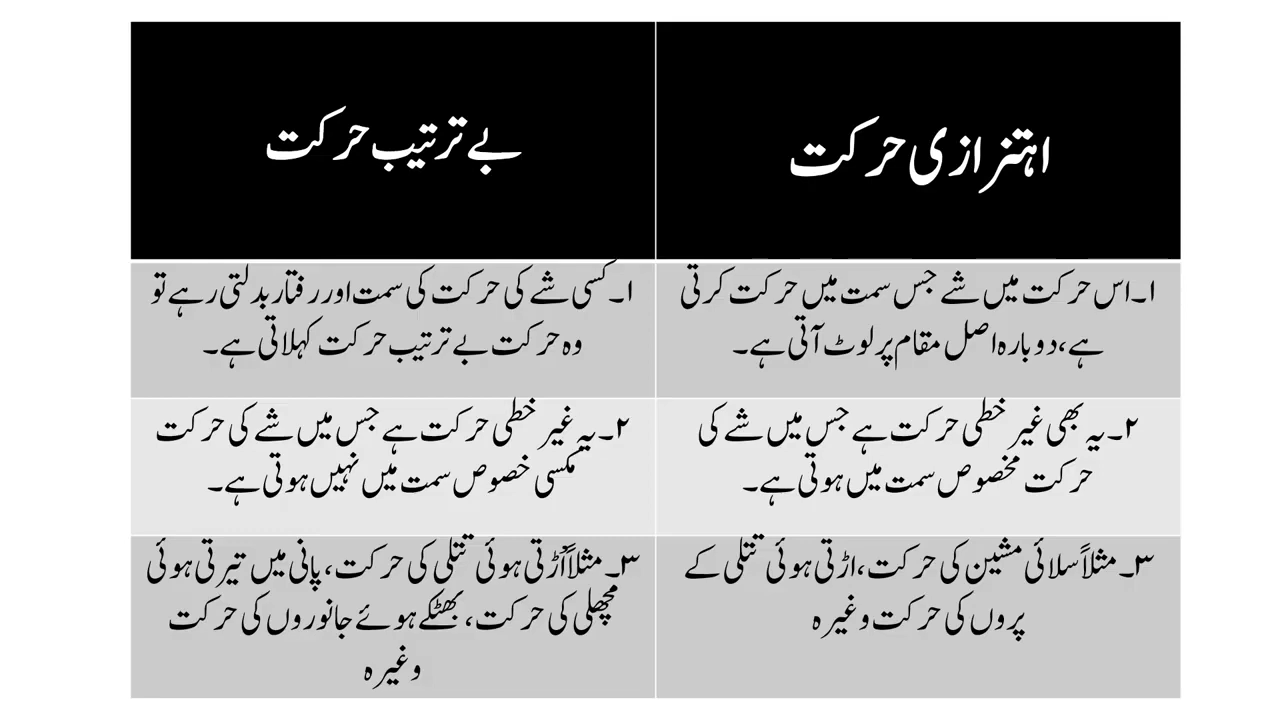 اہتزازی حرکت
بے ترتیب حرکت
۱۔اس حرکت میں شے جس سمت میں حرکت کرتی
ہے،دوبارہ اصل مقام پر لوٹ آتی ہے۔
۱۔کسی شے کی حرکت کی سمت اور رفتار بدلتی رہے تو
وہ حرکت بے ترتیب حرکت کہلاتی ہے۔
۲۔یہ بھی غیر خطی حرکت ہے جس میں شے کی
حرکت مخصوص سمت میں ہوتی ہے۔
۲۔یہ غیر خطی حرکت ہے جس میں شے کی حرکت
مکسی خصوص سمت میں نہیں ہوتی ہے۔
۳۔مثلاًسلائی مشین کی حرکت،اڑتی ہوئی تتلی کے
پروں کی حرکت وغیرہ
۳۔مثلاًاُڑتی ہوئی تتلی کی حرکت،پانی میں تیرتی ہوئی
مچھلی کی حرکت،بھٹکے ہوئے جانوروں کی حرکت
وغیرہ